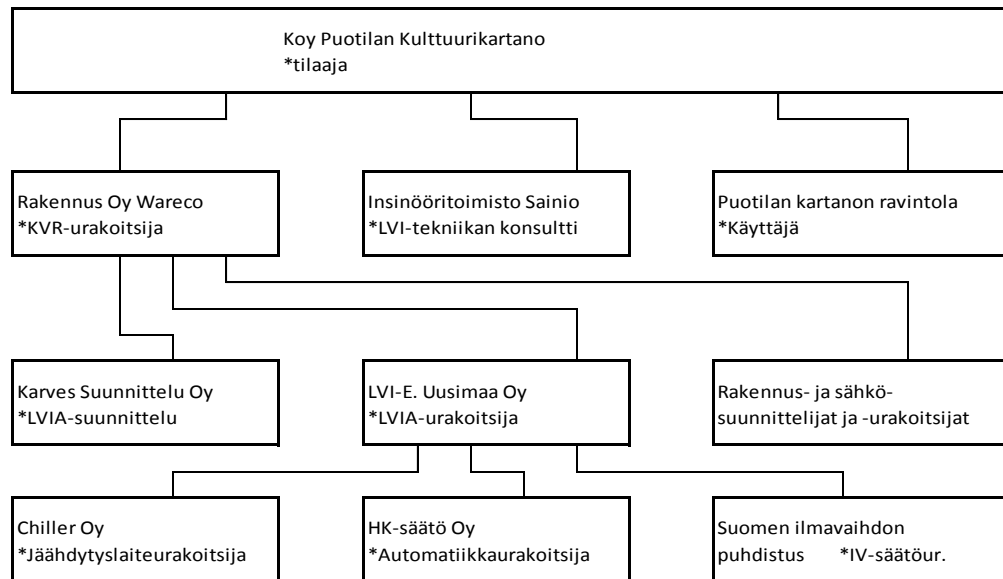 Koy Puotilan Kulttuurikartano
*tilaaja
Rakennus Oy Wareco
*KVR-urakoitsija
Insinööritoimisto Sainio
*LVI-tekniikan konsultti
Puotilan kartanon ravintola
*Käyttäjä
Karves Suunnittelu Oy
*LVIA-suunnittelu
LVI-E. Uusimaa Oy
*LVIA-urakoitsija
Rakennus- ja sähkö-
suunnittelijat ja -urakoitsijat
Chiller Oy
*Jäähdytyslaiteurakoitsija
HK-säätö Oy
*Automatiikkaurakoitsija
Suomen ilmavaihdon
puhdistus *IV-säätöur.